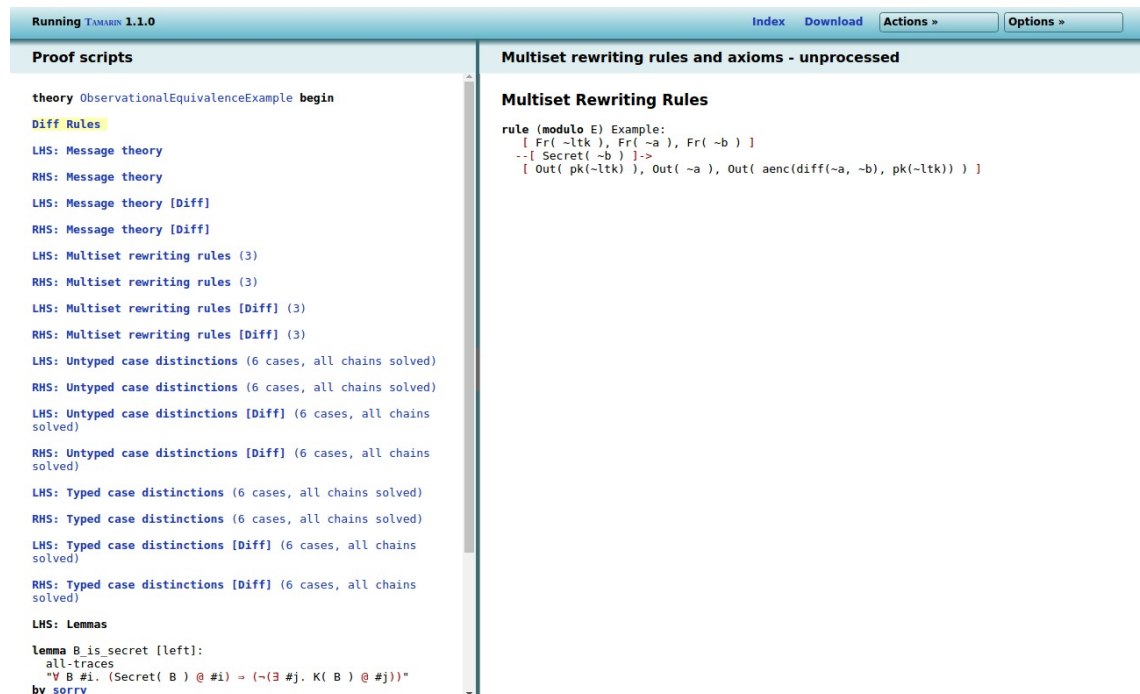 Running TAMARIN 1.1.0
Index Download Actions » Options »
Proof scripts
theory ObservationalEquivalenceExample begin
Diff Rules
LHS: Message theory
RHS: Message theory
LHS: Message theory [Diff]
RHS: Message theory [Diff]
LHS: Multiset rewriting rules (3)
RHS: Multiset rewriting rules (3)
LHS: Multiset rewriting rules [Diff] (3)
RHS: Multiset rewriting rules [Diff] (3)
LHS: Untyped case distinctions (6 cases, all chains solved)
RHS: Untyped case distinctions (6 cases, all chains solved)
LHS: Untyped case distinctions [Diff] (6 cases, all chains
solved)
RHS: Untyped case distinctions [Diff] (6 cases, all chains
solved)
LHS: Typed case distinctions (6 cases, all chains solved)
RHS: Typed case distinctions (6 cases, all chains solved)
LHS: Typed case distinctions [Diff] (6 cases, all chains
solved)
RHS: Typed case distinctions [Diff] (6 cases, all chains
solved)
LHS: Lemmas
lemma B_is_secret [left]:
all-traces
"∀ B #i. (Secret( B ) @ #i) ⇒ (¬(∃ #j. K( B ) @ #j))"
by sorry
Multiset rewriting rules and axioms - unprocessed
Multiset Rewriting Rules
rule (modulo E) Example:
[ Fr( ~ltk ), Fr( ~a ), Fr( ~b ) ]
--[ Secret( ~b ) ]->
[ Out( pk(~ltk) ), Out( ~a ), Out( aenc(diff(~a, ~b), pk(~ltk)) ) ]